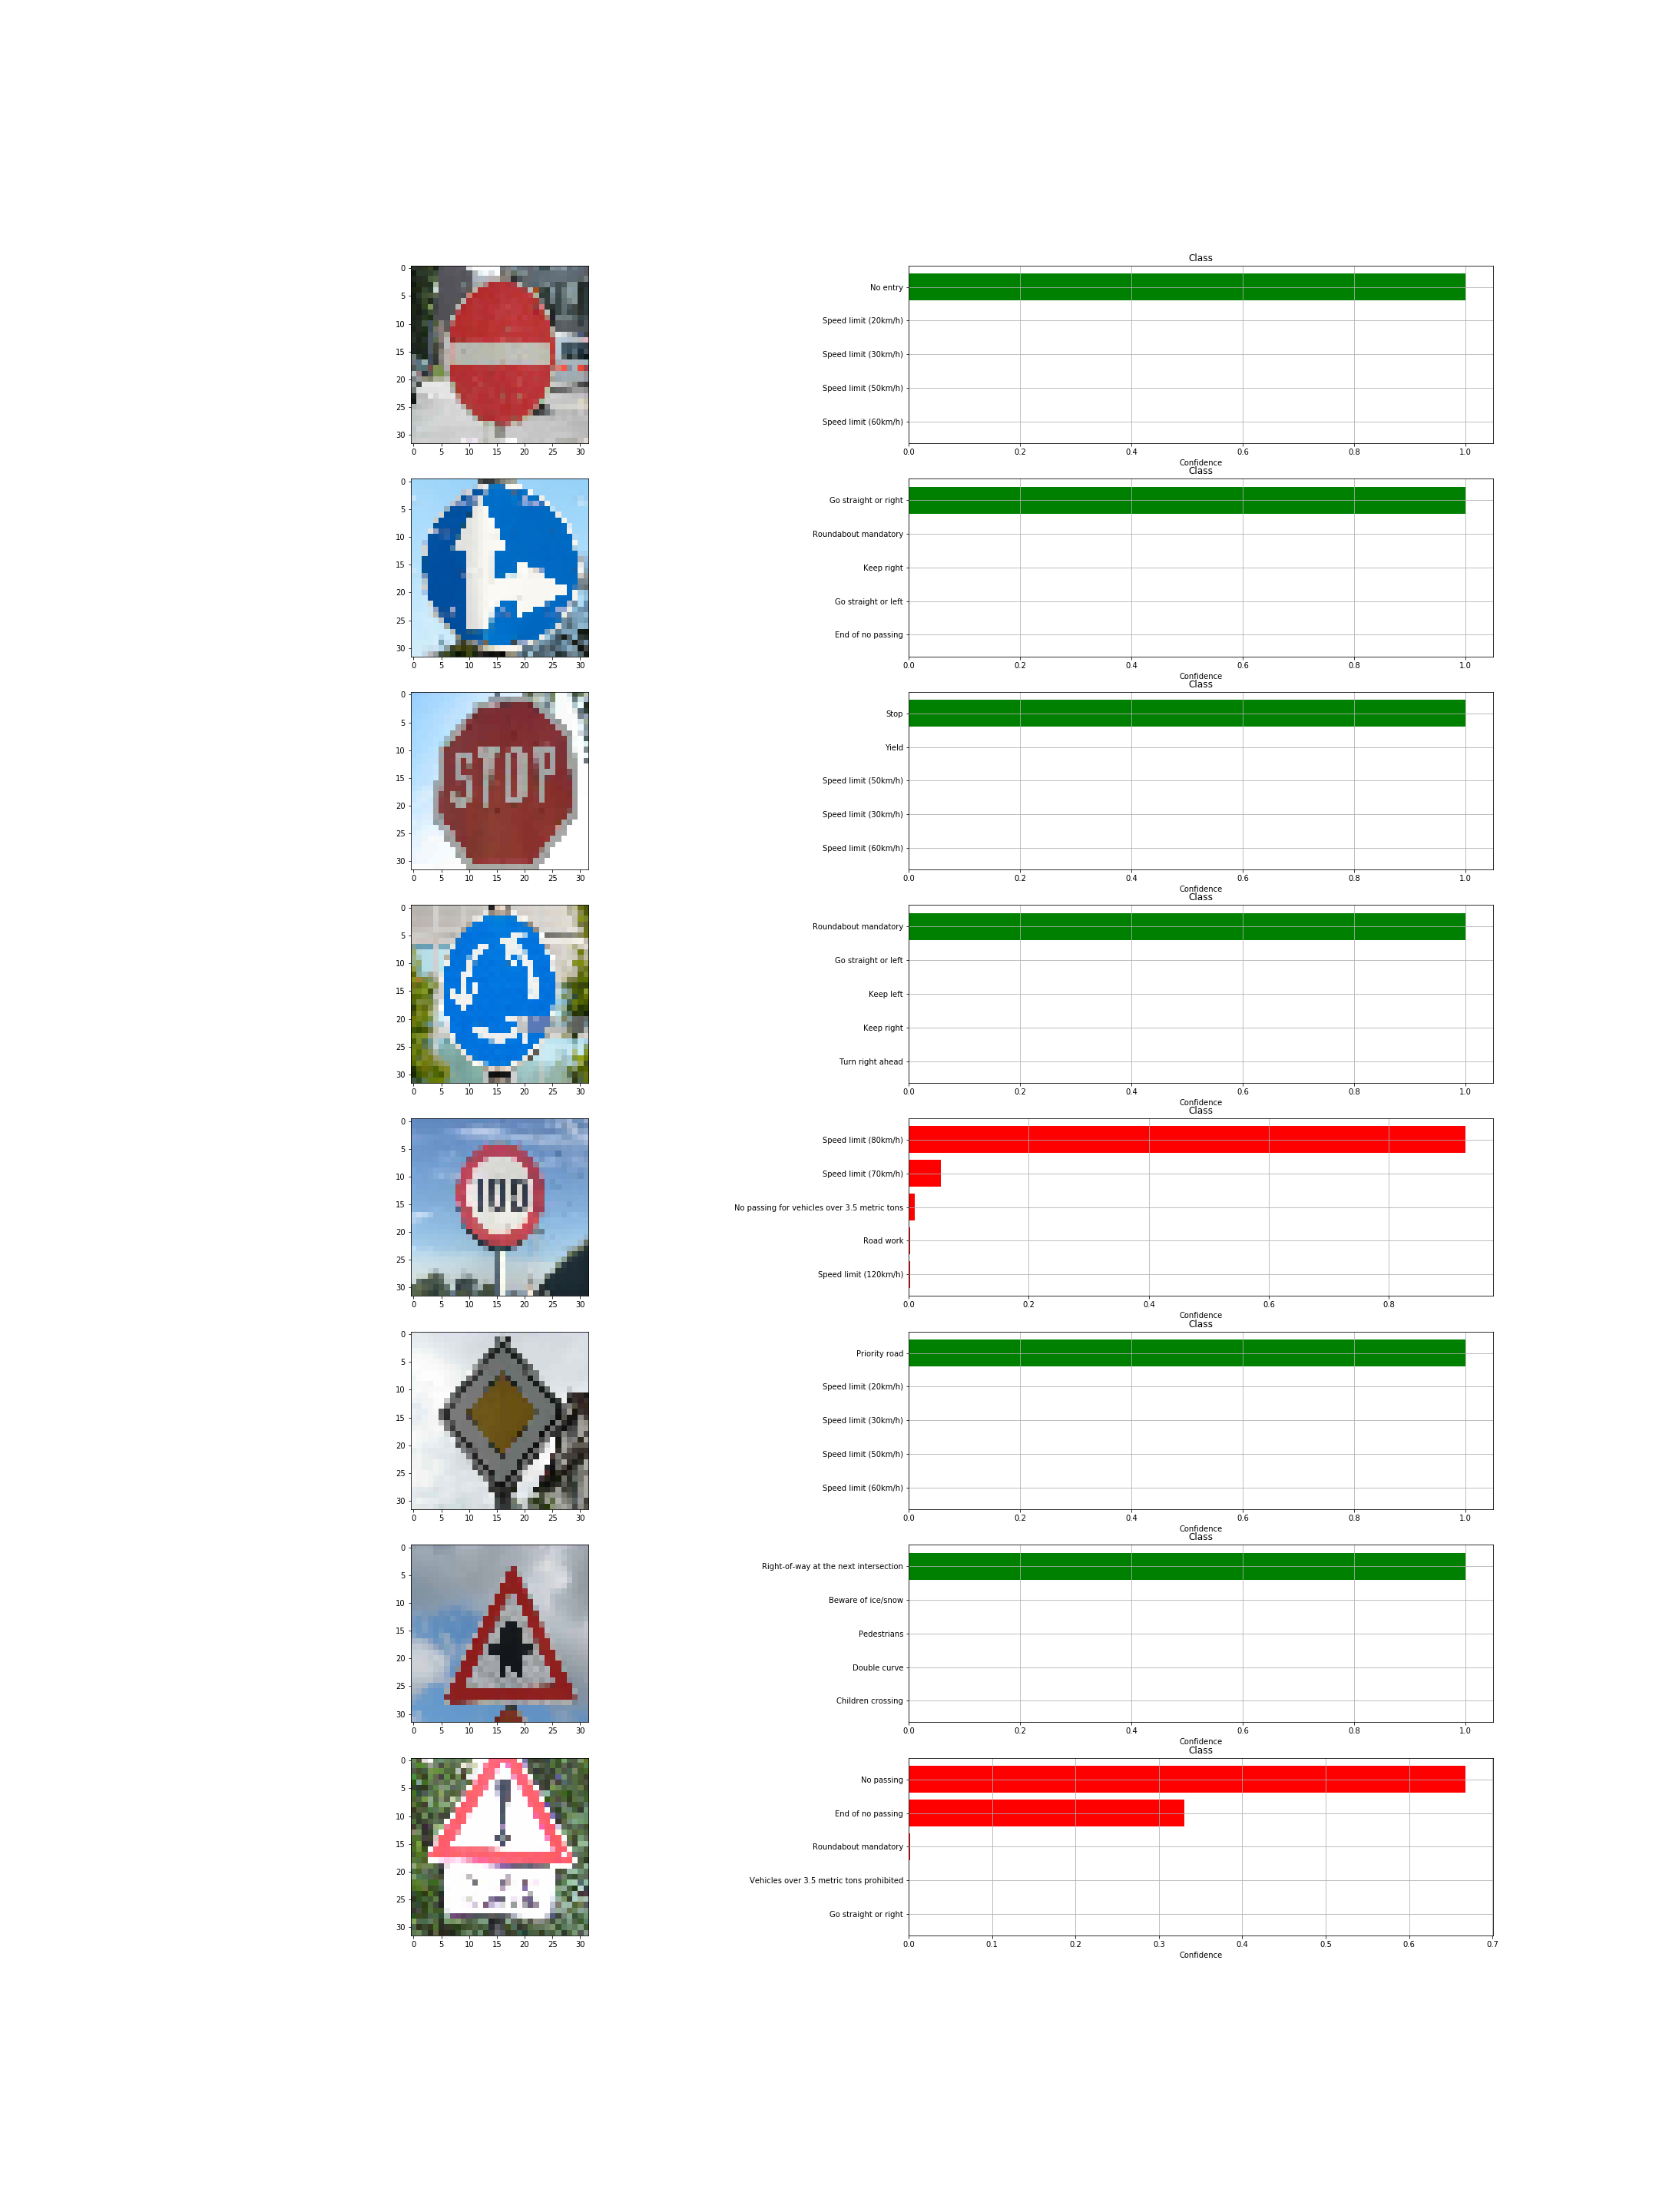 Class
0
5
10
15
20
25
30
0 5 10 15 20 25 30
No entry
Speed limit (20km/h)
Speed limit (30km/h)
Speed limit (50km/h)
Speed limit (60km/h)
0.0 0.2 0.4 0.6 0.8 1.0
Confidence
Class
0
5
10
15
20
25
30
0 5 10 15 20 25 30
Go straight or right
Roundabout mandatory
Keep right
Go straight or left
End of no passing
0.0 0.2 0.4 0.6 0.8 1.0
Confidence
Class
0
5
10
15
20
25
30
0 5 10 15 20 25 30
STOP
Stop
Yield
Speed limit (50km/h)
Speed limit (30km/h)
Speed limit (60km/h)
0.0 0.2 0.4 0.6 0.8 1.0
Confidence
Class
0
5
10
15
20
25
30
0 5 10 15 20 25 30
Roundabout mandatory
Go straight or left
Keep left
Keep right
Turn right ahead
0.0 0.2 0.4 0.6 0.8 1.0
Confidence
Class
0
5
10
15
20
25
30
0 5 10 15 20 25 30
100
Speed limit (80km/h)
Speed limit (70km/h)
No passing for vehicles over 3.5 metric tons
Road work
Speed limit (120km/h)
0.0 0.2 0.4 0.6 0.8
Confidence
Class
0
5
10
15
20
25
30
0 5 10 15 20 25 30
Priority road
Speed limit (20km/h)
Speed limit (30km/h)
Speed limit (50km/h)
Speed limit (60km/h)
0.0 0.2 0.4 0.6 0.8 1.0
Confidence
Class
0
5
10
15
20
25
30
0 5 10 15 20 25 30
Right-of-way at the next intersection
Beware of ice/snow
Pedestrians
Double curve
Children crossing
0.0 0.2 0.4 0.6 0.8 1.0
Confidence
Class
0
5
10
15
20
25
30
0 5 10 15 20 25 30
No passing
End of no passing
Roundabout mandatory
Vehicles over 3.5 metric tons prohibited
Go straight or right
0.0 0.1 0.2 0.3 0.4 0.5 0.6 0.7
Confidence